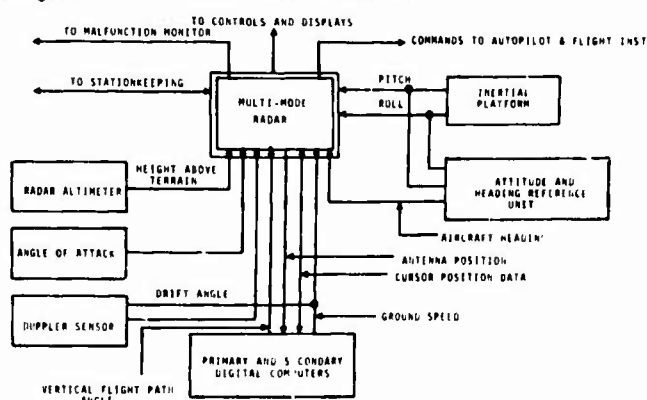 TO CONTROLS AND DISPLAYS
TO MALFUNCTION MONITOR
COMMANDS TO AUTOPILOT & FLIGHT INST
TO STATIONKEEPING
MULTI-MODE
RADAR
PITCH
ROLL
INERTIAL
PLATFORM
RADAR ALTIMETER
HEIGHT ABOVE
TERRAIN
ATTITUDE AND
HEADING REFERENCE
UNIT
AIRCRAFT HEADIN'
ANGLE OF ATTACK
ANTENNA POSITION
CURSOR POSITION DATA
DRIFT ANGLE
DOPPLER SENSOR
GROUND SPEED
PRIMARY AND S CONDARY
DIGITAL COMPUTERS
VERTICAL FLIGHT PATH
ANGLE